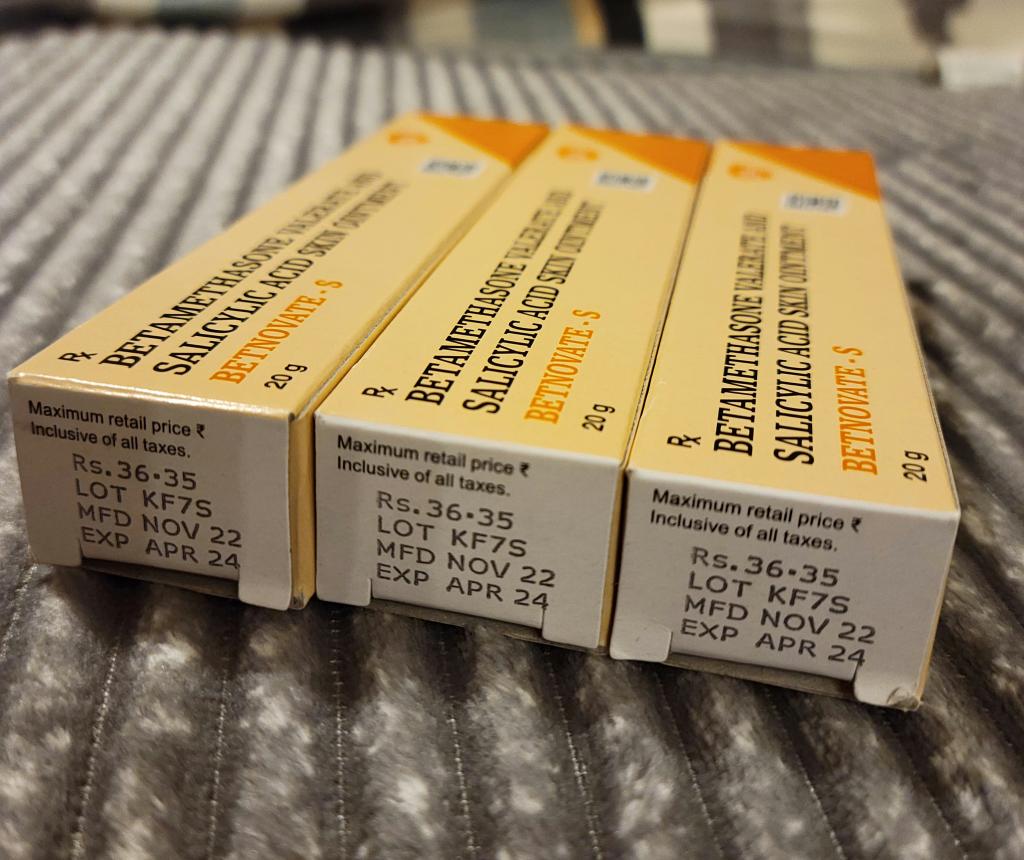 Rx
BETAMETHASONE VALERATE AND
SALICYLIC ACID SKIN OINTMENT
BETNOVATE - S
20 g
Maximum retail price ₹
Inclusive of all taxes.
Rs.36·35
LOT KF7S
MFD NOV 22
EXP APR 24
Rx
BETAMETHASONE VALERATE AND
SALICYLIC ACID SKIN OINTMENT
BETNOVATE - S
20 g
Maximum retail price ₹
Inclusive of all taxes.
Rs.36·35
LOT KF7S
MFD NOV 22
EXP APR 24
Rx
BETAMETHASONE VALERATE AND
SALICYLIC ACID SKIN OINTMENT
BETNOVATE - S
20 g
Maximum retail price ₹
Inclusive of all taxes.
Rs.36·35
LOT KF7S
MFD NOV 22
EXP APR 24